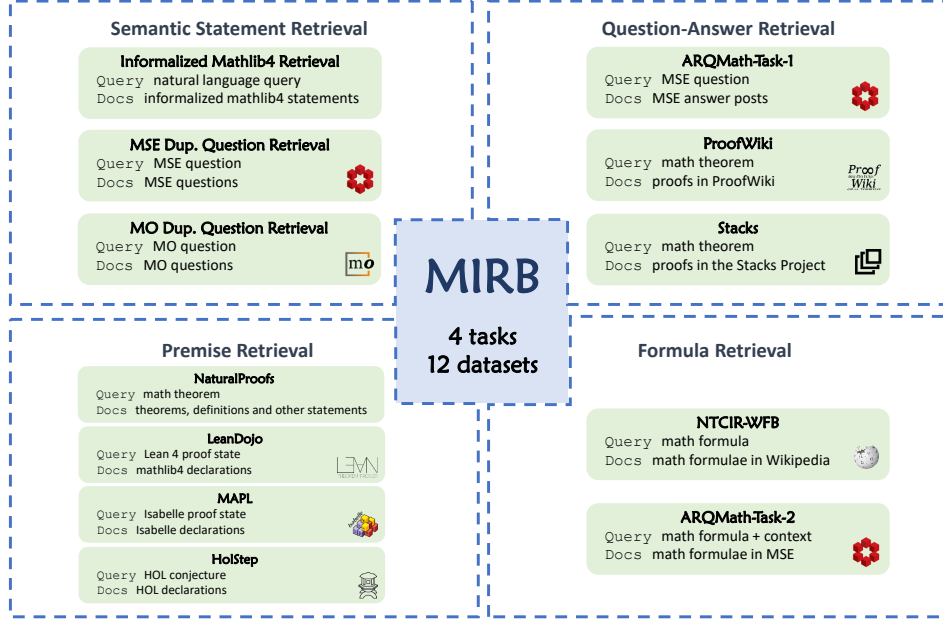 Semantic Statement Retrieval
Informalized Mathlib4 Retrieval
Query natural language query
Docs informalized mathlib4 statements
MSE Dup. Question Retrieval
Query MSE question
Docs MSE questions
MO Dup. Question Retrieval
Query MO question
Docs MO questions
mo
Question-Answer Retrieval
ARQMath-Task-1
Query MSE question
Docs MSE answer posts
ProofWiki
Query math theorem
Docs proofs in ProofWiki
Proof
Wiki
Stacks
Query math theorem
Docs proofs in the Stacks Project
MIRB
4 tasks
12 datasets
Premise Retrieval
NaturalProofs
Query math theorem
Docs theorems, definitions and other statements
LeanDojo
Query Lean 4 proof state
Docs mathlib4 declarations
L∃∀N
THEOREM PROVER
MAPL
Query Isabelle proof state
Docs Isabelle declarations
Isabelle
HolStep
Query HOL conjecture
Docs HOL declarations
Formula Retrieval
NTCIR-WFB
Query math formula
Docs math formulae in Wikipedia
ARQMath-Task-2
Query math formula + context
Docs math formulae in MSE